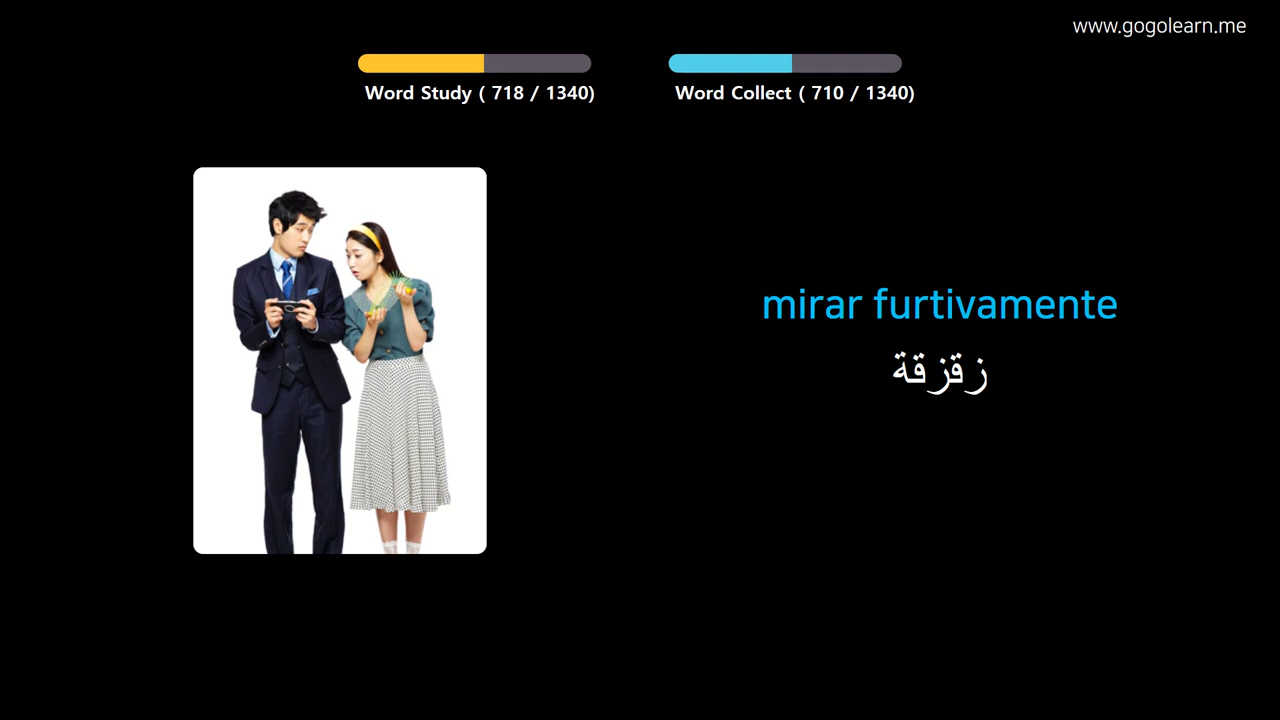 www.gogolearn.me
Word Study ( 718 / 1340)
Word Collect ( 710 / 1340)
mirar furtivamente
زقزقة